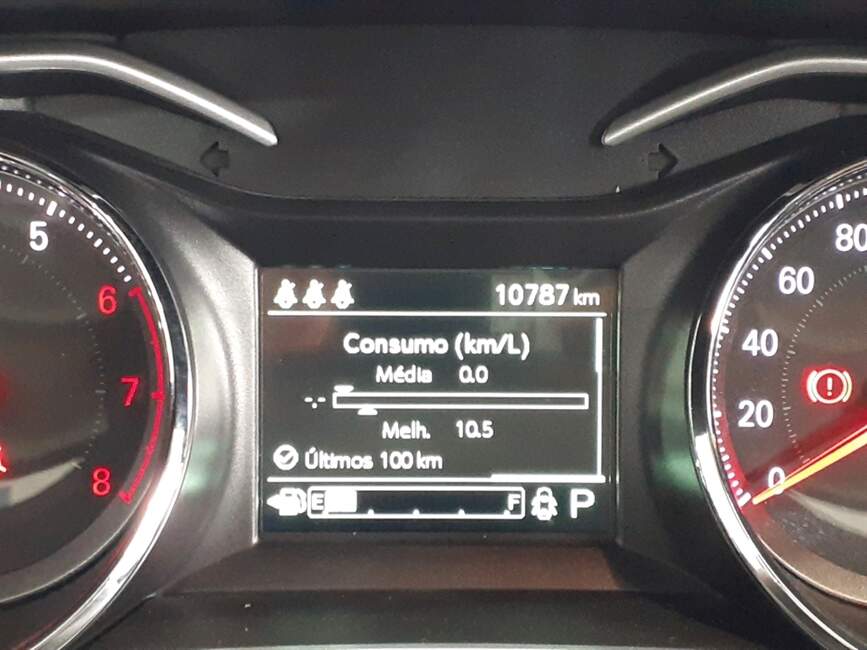 5
6
7
8
10787 km
Consumo (km/L)
Média 0.0
-.-
Melh. 10.5
Últimos 100 km
E F P
80
60
40
20
0